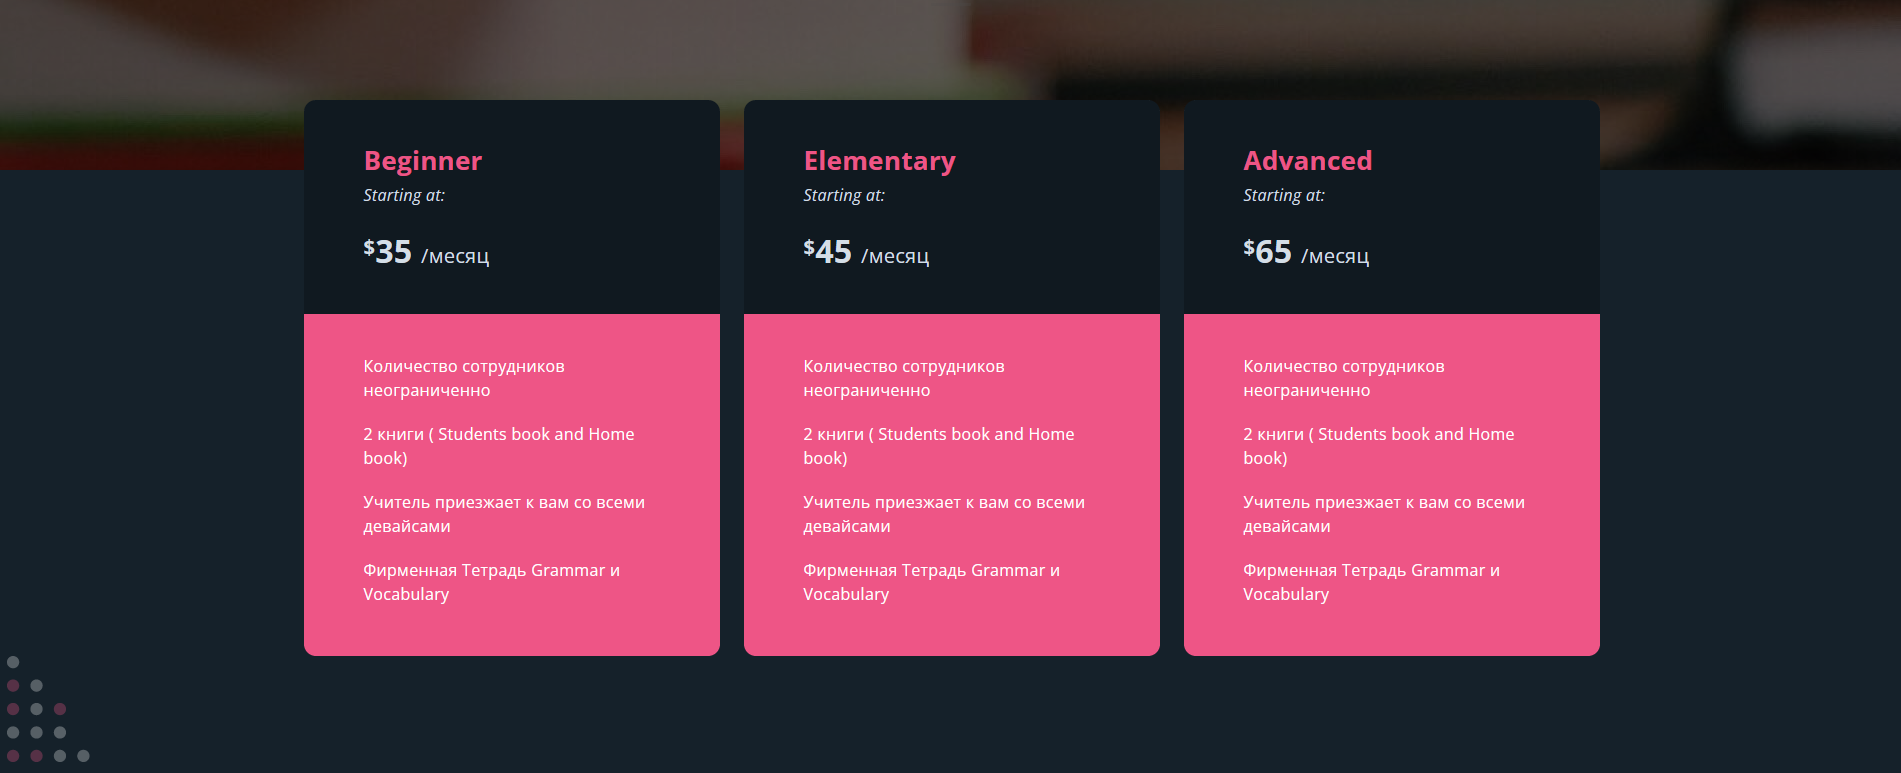 Beginner
Starting at:
$35 /месяц
Количество сотрудников
неограниченно
2 книги ( Students book and Home
book)
Учитель приезжает к вам со всеми
девайсами
Фирменная Тетрадь Grammar и
Vocabulary
Elementary
Starting at:
$45 /месяц
Количество сотрудников
неограниченно
2 книги ( Students book and Home
book)
Учитель приезжает к вам со всеми
девайсами
Фирменная Тетрадь Grammar и
Vocabulary
Advanced
Starting at:
$65 /месяц
Количество сотрудников
неограниченно
2 книги ( Students book and Home
book)
Учитель приезжает к вам со всеми
девайсами
Фирменная Тетрадь Grammar и
Vocabulary